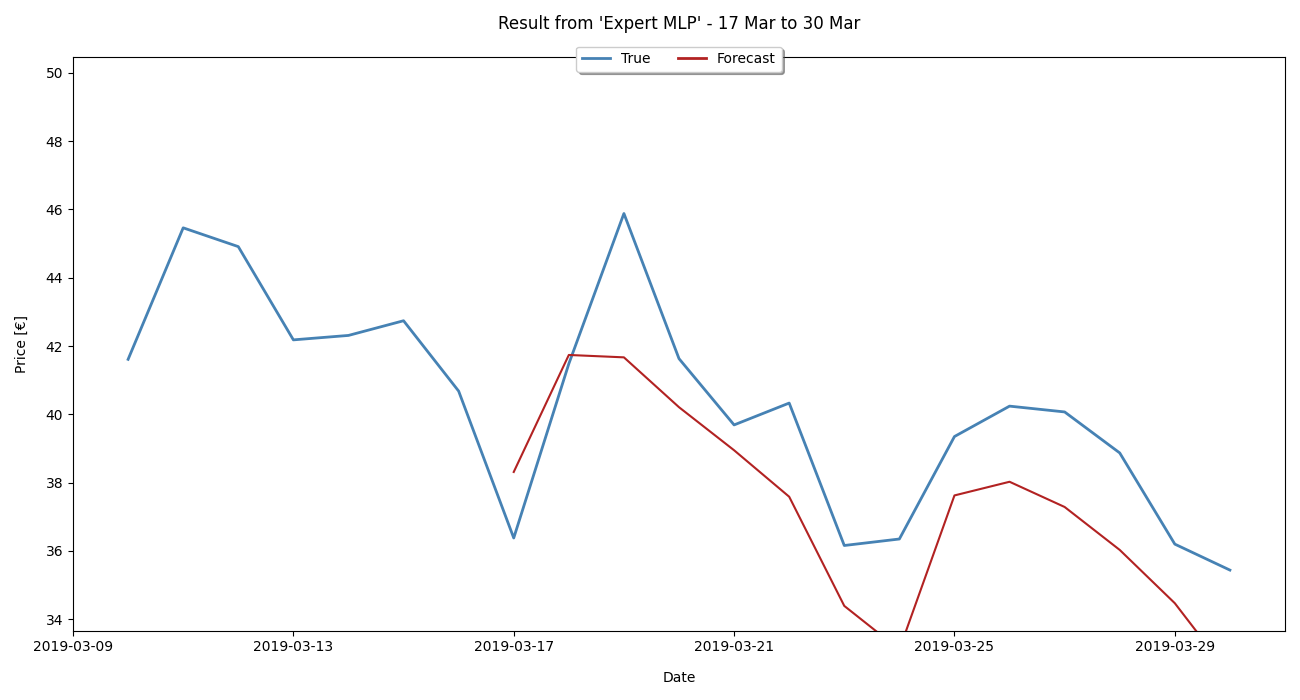 Result from 'Expert MLP' - 17 Mar to 30 Mar
True Forecast
Price [€]
50
48
46
44
42
40
38
36
34
2019-03-09 2019-03-13 2019-03-17 2019-03-21 2019-03-25 2019-03-29
Date